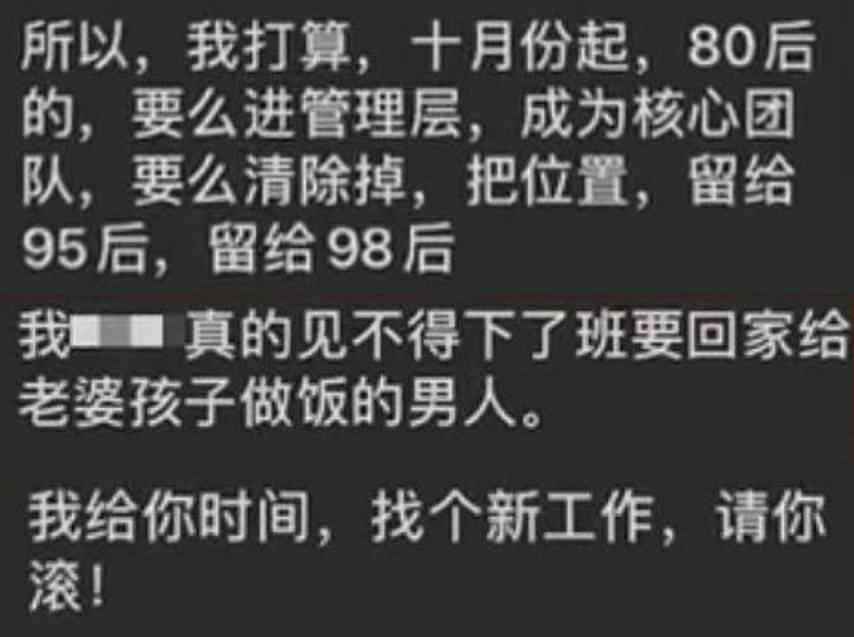 所以，我打算，十月份起，80后
的，要么进管理层，成为核心团
队，要么清除掉，把位置，留给
95后，留给98后
我 真的见不得下了班要回家给
老婆孩子做饭的男人。
我给你时间，找个新工作，请你
滚！